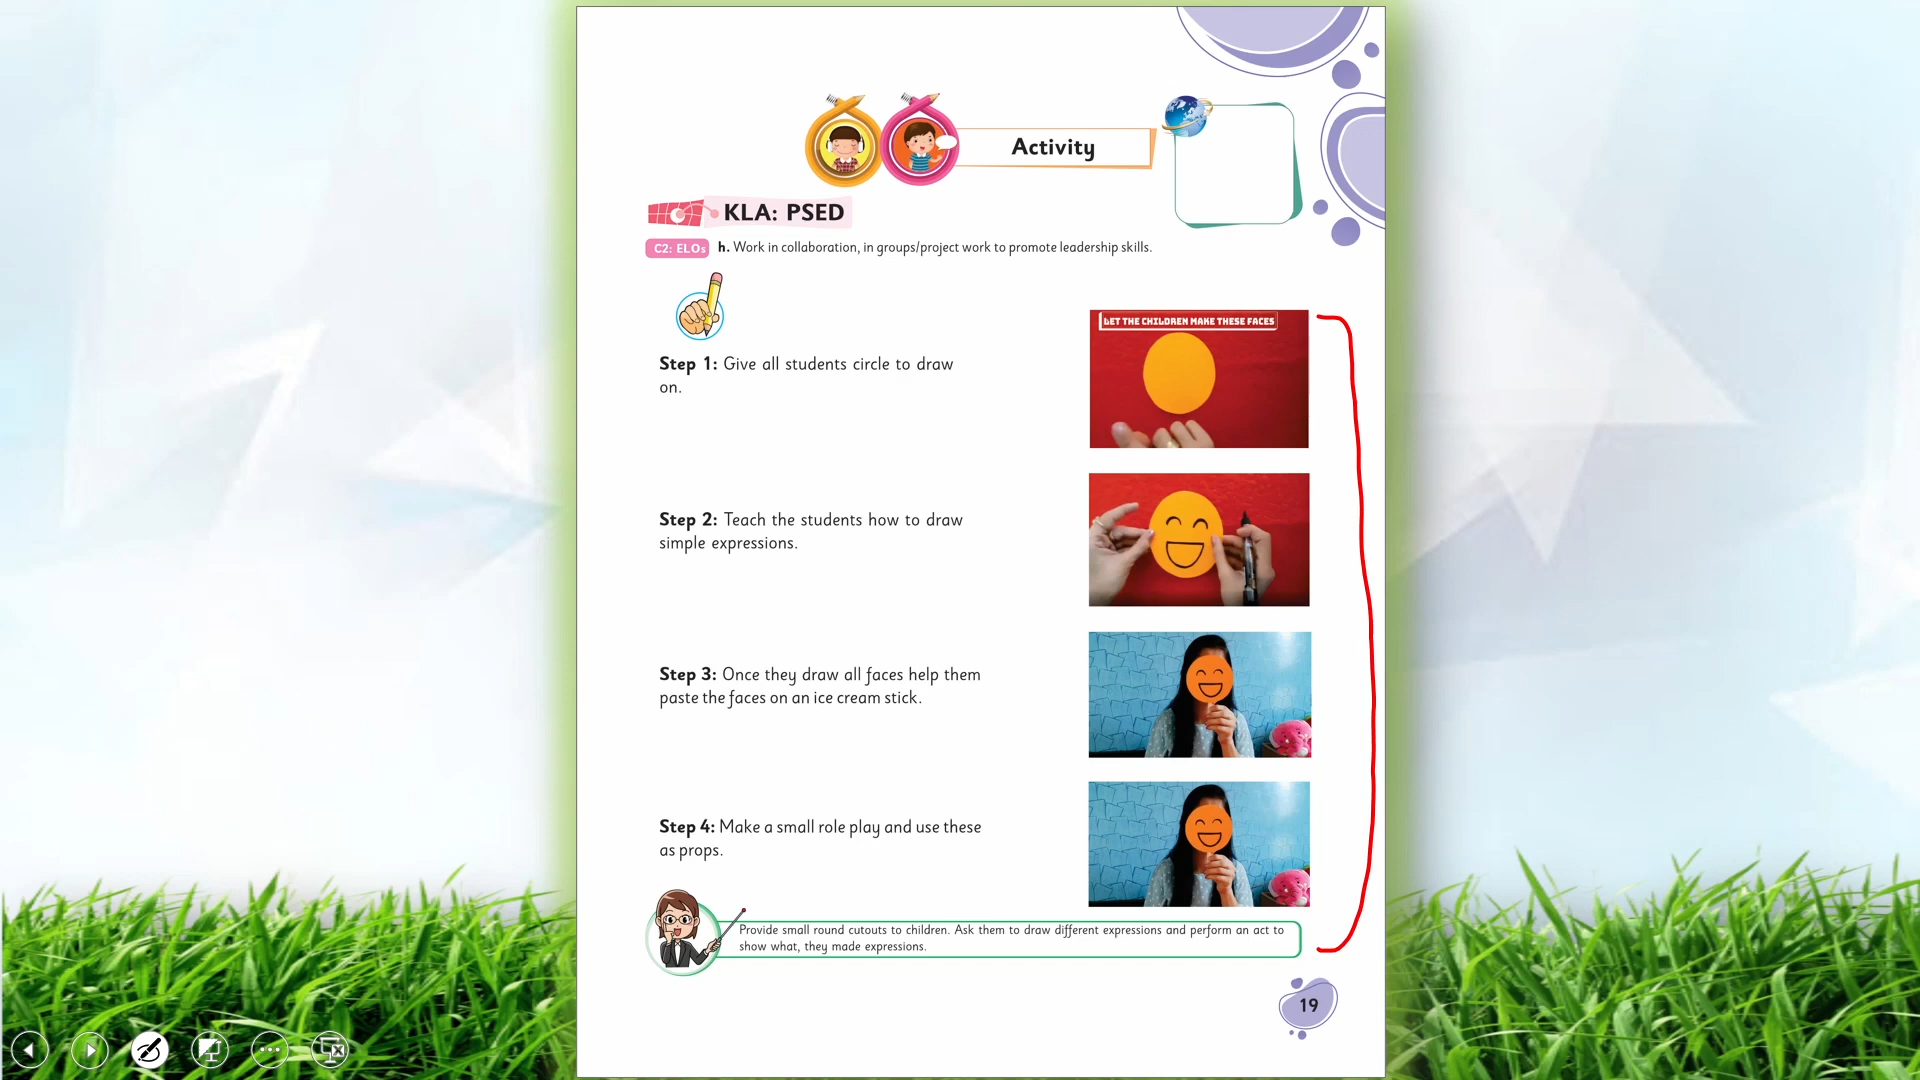 Activity
KLA: PSED
C2: ELOs h. Work in collaboration, in groups/project work to promote leadership skills.
LET THE CHILDREN MAKE THESE FACES
Step 1: Give all students circle to draw
on.
Step 2: Teach the students how to draw
simple expressions.
Step 3: Once they draw all faces help them
paste the faces on an ice cream stick.
Step 4: Make a small role play and use these
as props.
Provide small round cutouts to children. Ask them to draw different expressions and perform an act to
show what, they made expressions.
19